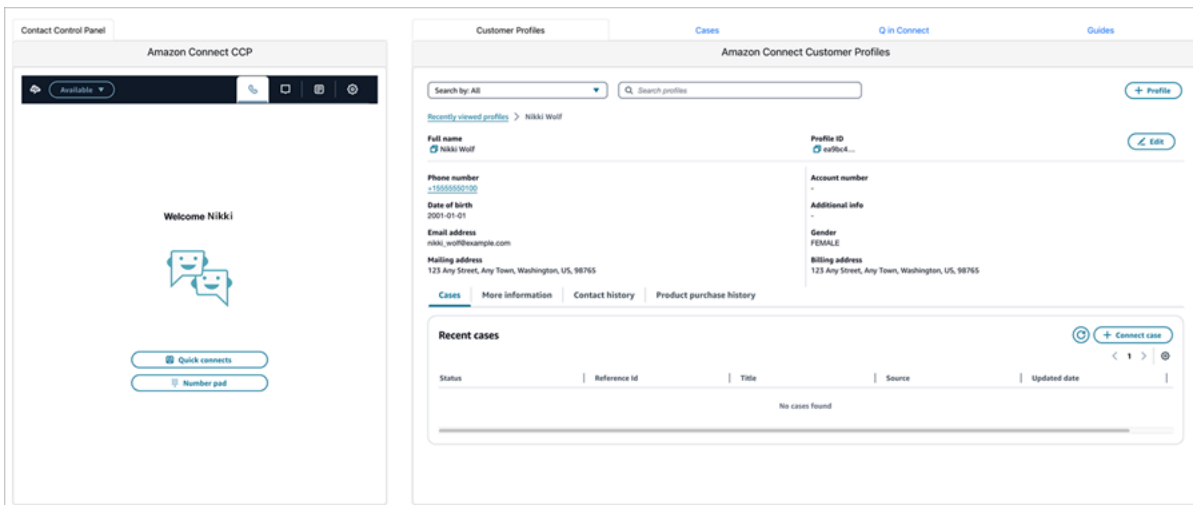 Contact Control Panel
Amazon Connect CCP
Available
Welcome Nikki
Quick connects
Number pad
Customer Profiles Cases Q in Connect Guides
Amazon Connect Customer Profiles
Search by: All Search profiles + Profile
Recently viewed profiles > Nikki Wolf
Full name Profile ID
Nikki Wolf ea9bc4... Edit
Phone number Account number
+15555550100 -
Date of birth Additional info
2001-01-01 -
Email address Gender
nikki_wolf@example.com FEMALE
Mailing address Billing address
123 Any Street, Any Town, Washington, US, 98765 123 Any Street, Any Town, Washington, US, 98765
Cases More information Contact history Product purchase history
Recent cases + Connect case
< 1 >
Status Reference Id Title Source Updated date
No cases found